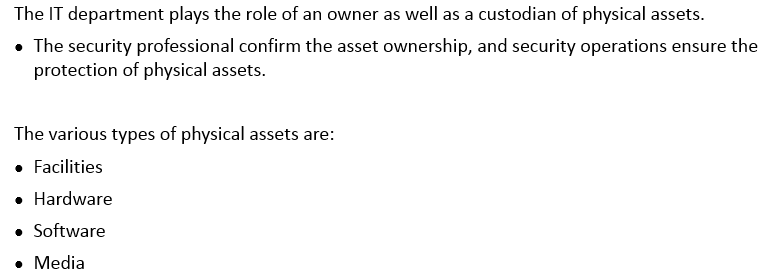 The IT department plays the role of an owner as well as a custodian of physical assets.
• The security professional confirm the asset ownership, and security operations ensure the
protection of physical assets.
The various types of physical assets are:
• Facilities
• Hardware
• Software
• Media